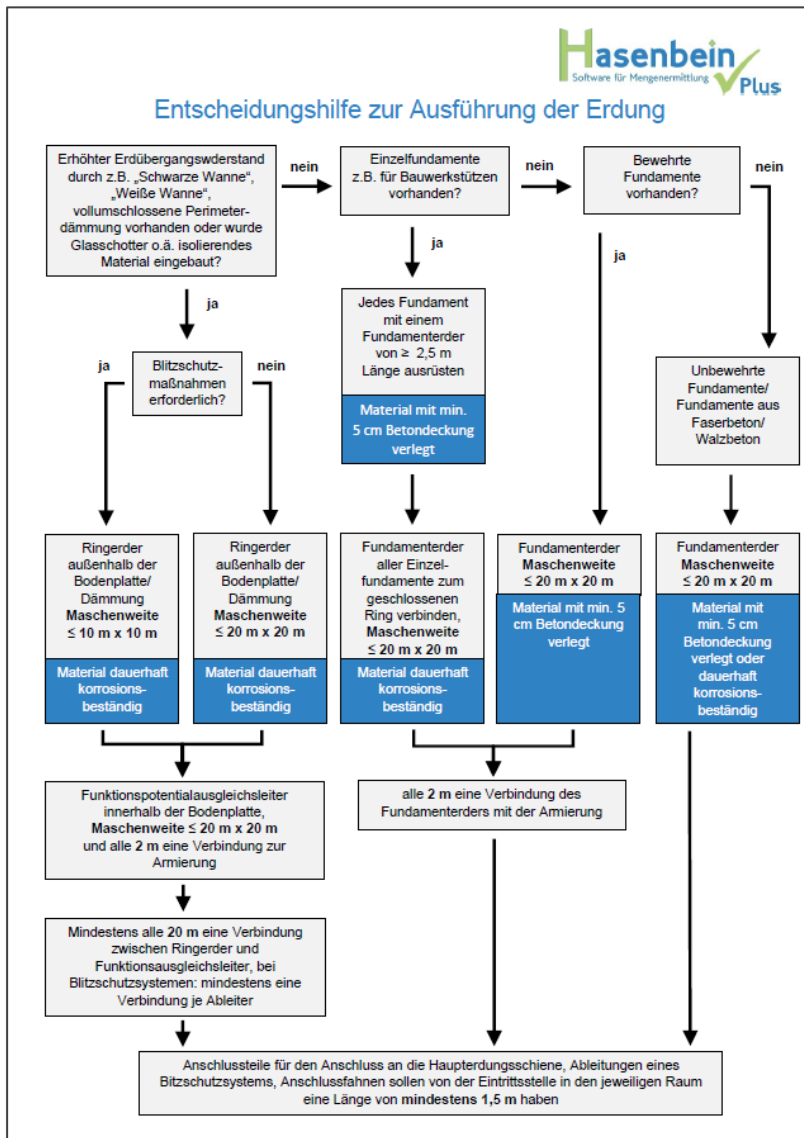 Hasenbein
Software für Mengenermittlung
Plus
Entscheidungshilfe zur Ausführung der Erdung
Erhöhter Erdübergangswderstand
durch z.B. „Schwarze Wanne“,
„Weiße Wanne“,
vollumschlossene Perimeter-
dämmung vorhanden oder wurde
Glasschotter o.ä. isolierendes
Material eingebaut?
nein
Einzelfundamente
z.B. für Bauwerkstützen
vorhanden?
nein
Bewehrte
Fundamente
vorhanden?
nein
ja
ja
ja
Jedes Fundament
mit einem
Fundamenterder
von ≥ 2,5 m
Länge ausrüsten
Material mit min.
5 cm Betondeckung
verlegt
ja
Blitzschutz-
maßnahmen
erforderlich?
nein
Unbewehrte
Fundamente/
Fundamente aus
Faserbeton/
Walzbeton
Ringerder
außenhalb der
Bodenplatte/
Dämmung
Maschenweite
≤ 10 m x 10 m
Material dauerhaft
korrosions-
beständig
Ringerder
außenhalb der
Bodenplatte/
Dämmung
Maschenweite
≤ 20 m x 20 m
Material dauerhaft
korrosions-
beständig
Fundamenterder
aller Einzel-
fundamente zum
geschlossenen
Ring verbinden,
Maschenweite
≤ 20 m x 20 m
Material dauerhaft
korrosions-
beständig
Fundamenterder
Maschenweite
≤ 20 m x 20 m
Material mit min. 5
cm Betondeckung
verlegt
Fundamenterder
Maschenweite
≤ 20 m x 20 m
Material mit
min. 5 cm
Betondeckung
verlegt oder
dauerhaft
korrosions-
beständig
Funktionspotentialausgleichsleiter
innerhalb der Bodenplatte,
Maschenweite ≤ 20 m x 20 m
und alle 2 m eine Verbindung zur
Armierung
alle 2 m eine Verbindung des
Fundamenterders mit der Armierung
Mindestens alle 20 m eine Verbindung
zwischen Ringerder und
Funktionsausgleichsleiter, bei
Blitzschutzsystemen: mindestens eine
Verbindung je Ableiter
Anschlussteile für den Anschluss an die Haupterdungsschiene, Ableitungen eines
Bitzschutzsystems, Anschlussfahnen sollen von der Eintrittsstelle in den jeweiligen Raum
eine Länge von mindestens 1,5 m haben